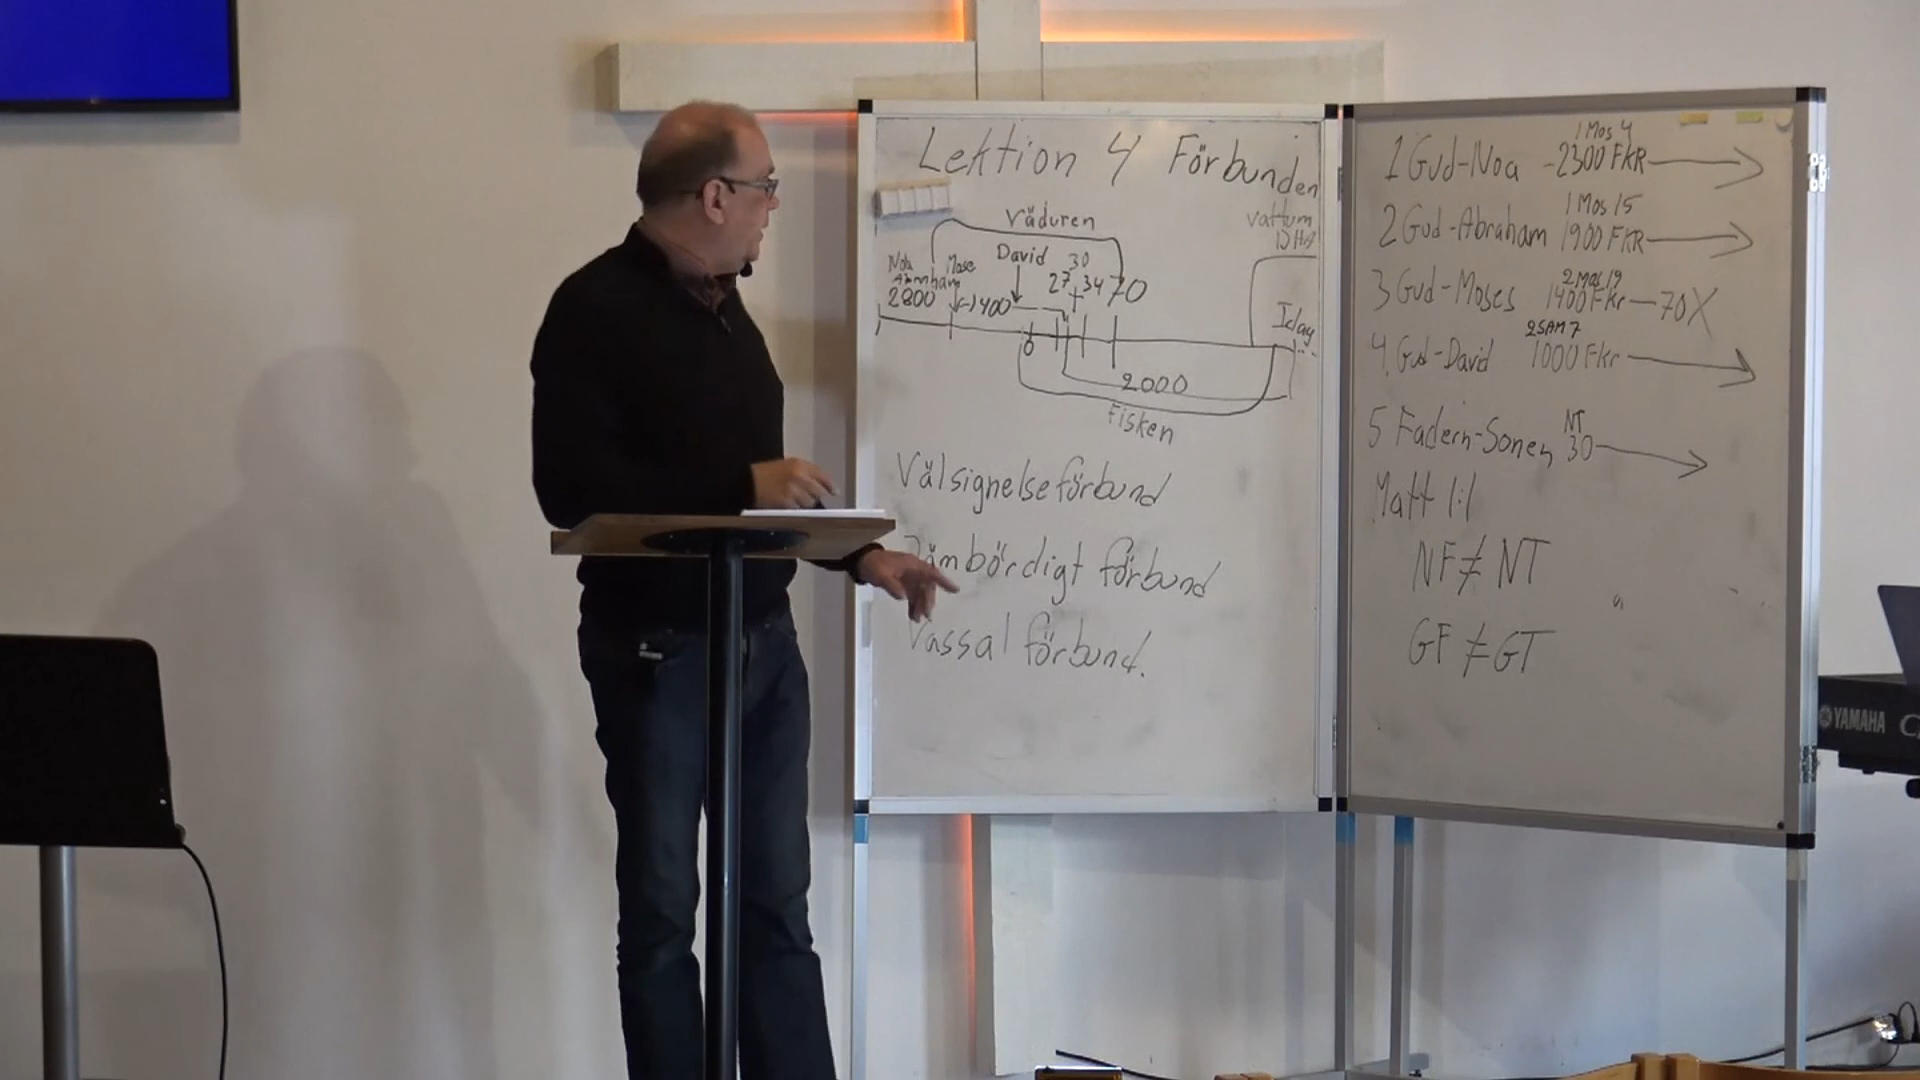 Lektion 4 Förbunden
Väduren
vattum
Noa
Abraham
2800
Mose
1400
David
30
27 + 34 70
0
Idag
2000
Fisken
Välsignelseförbund
Jämbördigt förbund
Vassal förbund.
1 Mos 4
1 Gud-Noa -2300 FKR
1 Mos 15
2 Gud-Abraham 1900 FKR
2 Mos 19
3 Gud-Moses 1400 Fkr - 70 X
2 SAM 7
4. Gud-David 1000 Fkr
NT
5 Fadern-Sonen 30
Matt 1:1
NF ≠ NT
GF ≠ GT
YAMAHA